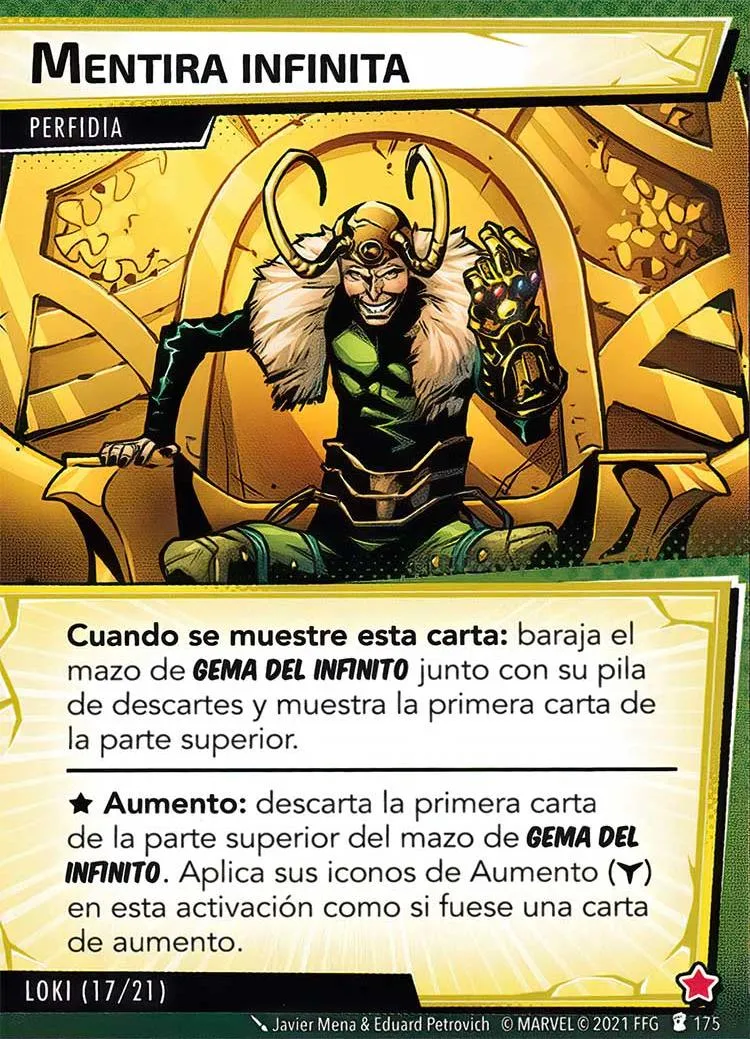 MENTIRA INFINITA
PERFIDIA
Cuando se muestre esta carta: baraja el
mazo de GEMA DEL INFINITO junto con su pila
de descartes y muestra la primera carta de
la parte superior.
★ Aumento: descarta la primera carta
de la parte superior del mazo de GEMA DEL
INFINITO. Aplica sus iconos de Aumento ( )
en esta activación como si fuese una carta
de aumento.
LOKI (17/21)
Javier Mena & Eduard Petrovich © MARVEL © 2021 FFG 175